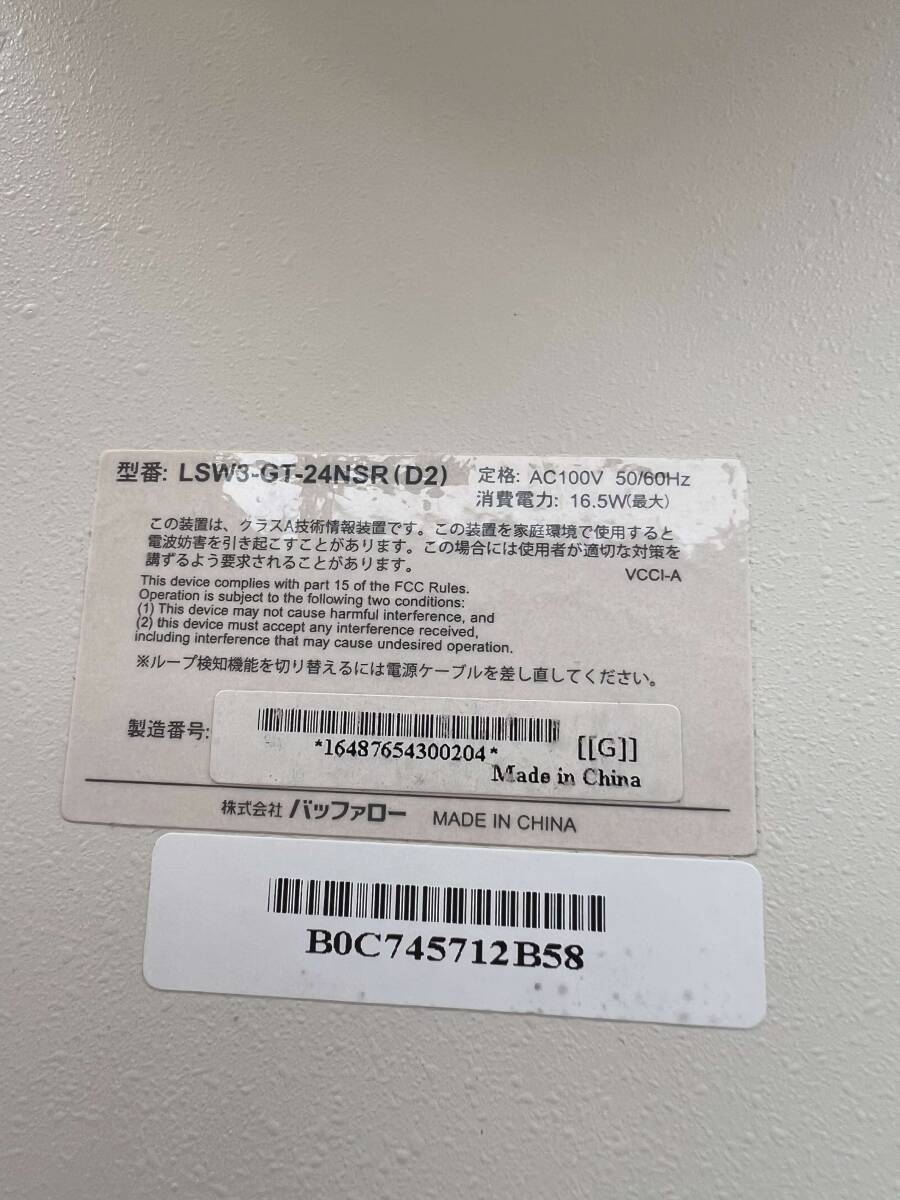 型番: LSW3-GT-24NSR(D2)
定格: AC100V 50/60Hz
消費電力: 16.5W(最大)
この装置は、クラスA技術情報装置です。この装置を家庭環境で使用すると
電波妨害を引き起こすことがあります。この場合には使用者が適切な対策を
講ずるよう要求されることがあります。
VCCI-A
This device complies with part 15 of the FCC Rules.
Operation is subject to the following two conditions:
(1) This device may not cause harmful interference, and
(2) this device must accept any interference received,
including interference that may cause undesired operation.
※ループ検知機能を切り替えるには電源ケーブルを差し直してください。
製造番号:
*16487654300204*
[[G]]
Made in China
株式会社 バッファロー MADE IN CHINA
B0C745712B58